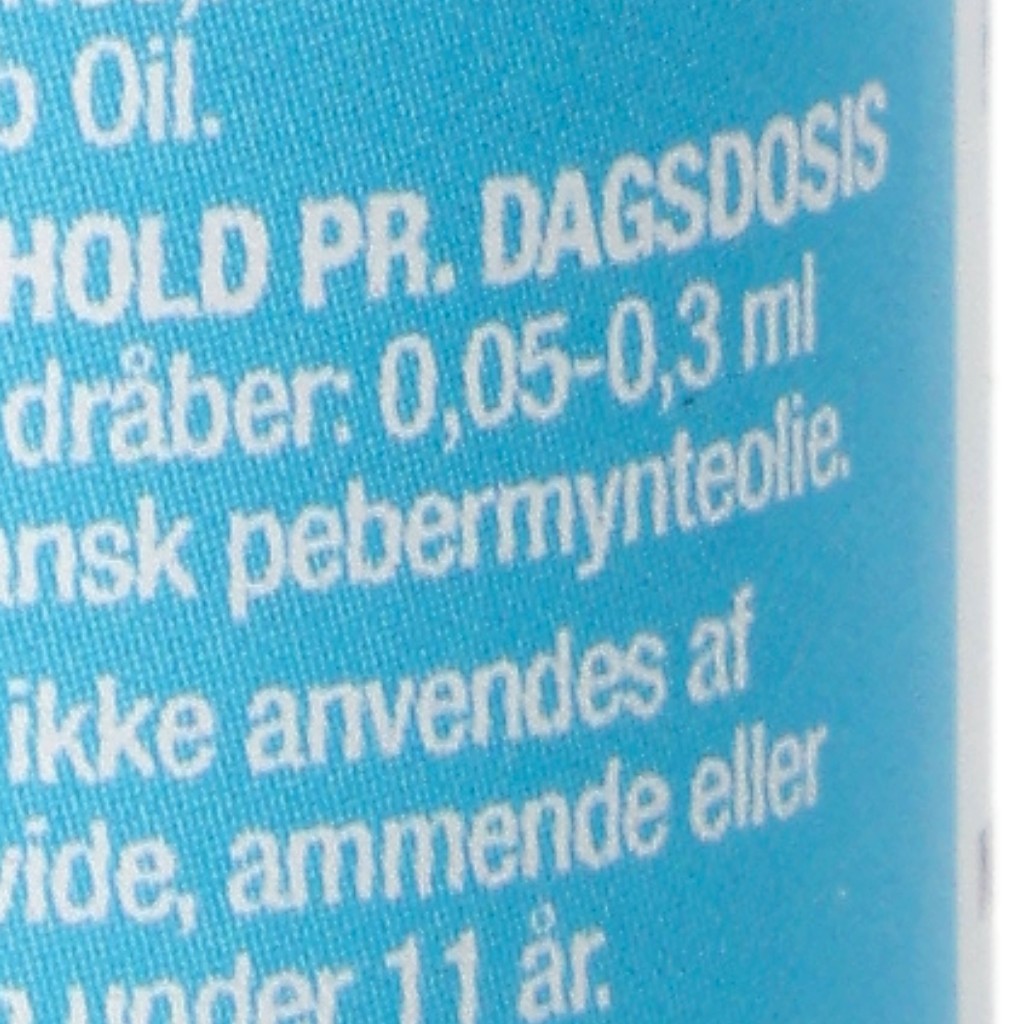 Oil.
HOLD PR. DAGSDOSIS
dråber: 0,05-0,3 ml
ansk pebermynteolie.
ikke anvendes af
vide, ammende eller
under 11 år.